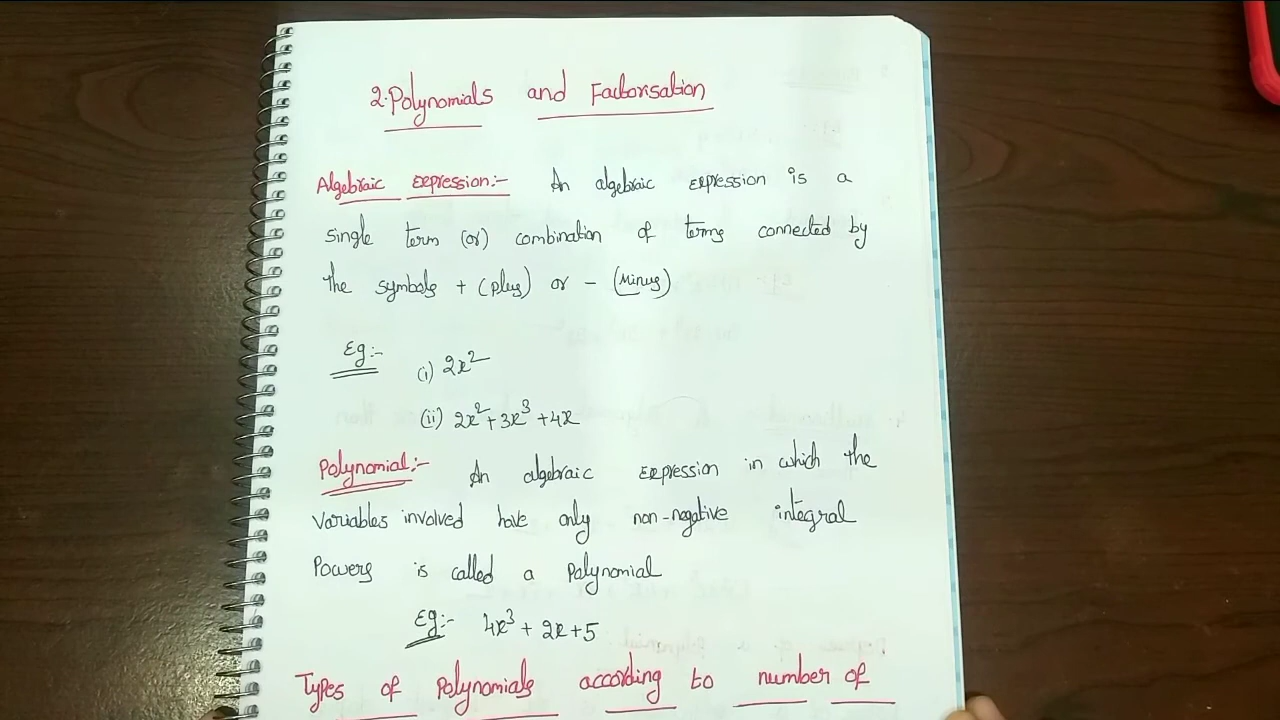 2. Polynomials and Factorisation
Algebraic Expression:- An algebraic expression is a
single term (or) combination of terms connected by
the symbols + (plus) or - (Minus)
Eg:-
(i) 2x²
(ii) 2x² + 3x³ + 4x
Polynomial:- An algebraic expression in which the
Variables involved have only non-negative integral
Powers is called a Polynomial
Eg:- 4x³ + 2x + 5
Types of Polynomials according to number of